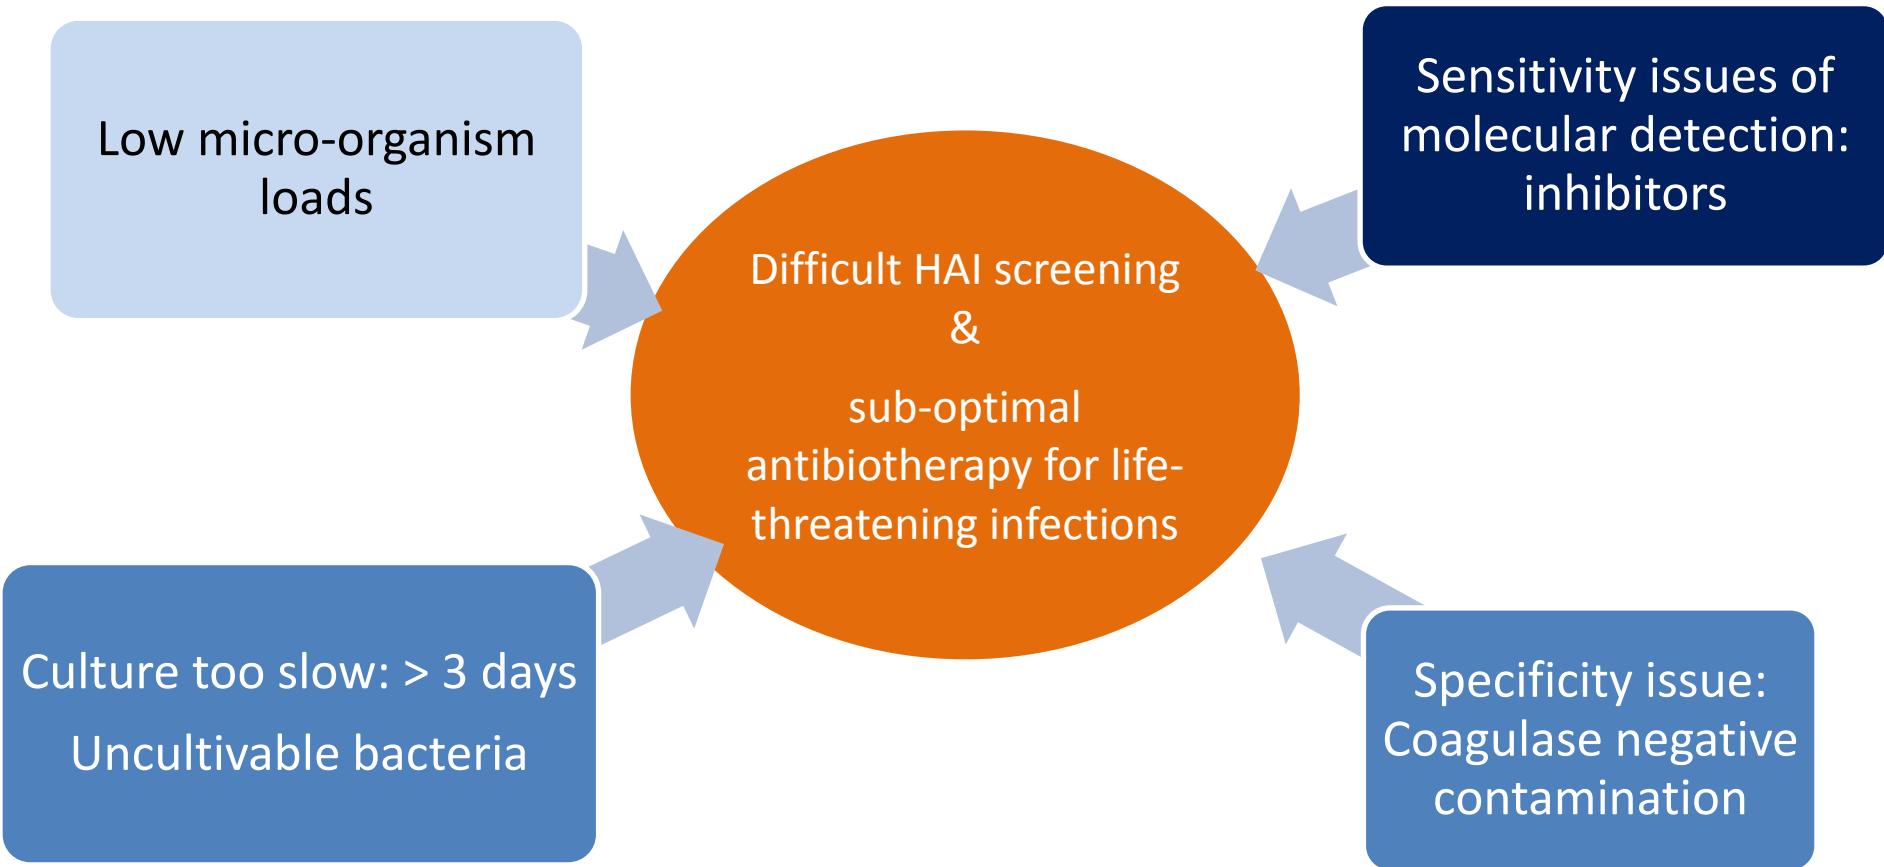 Low micro-organism
loads
Sensitivity issues of
molecular detection:
inhibitors
Difficult HAI screening
&
sub-optimal
antibiotherapy for life-
threatening infections
Culture too slow: > 3 days
Uncultivable bacteria
Specificity issue:
Coagulase negative
contamination